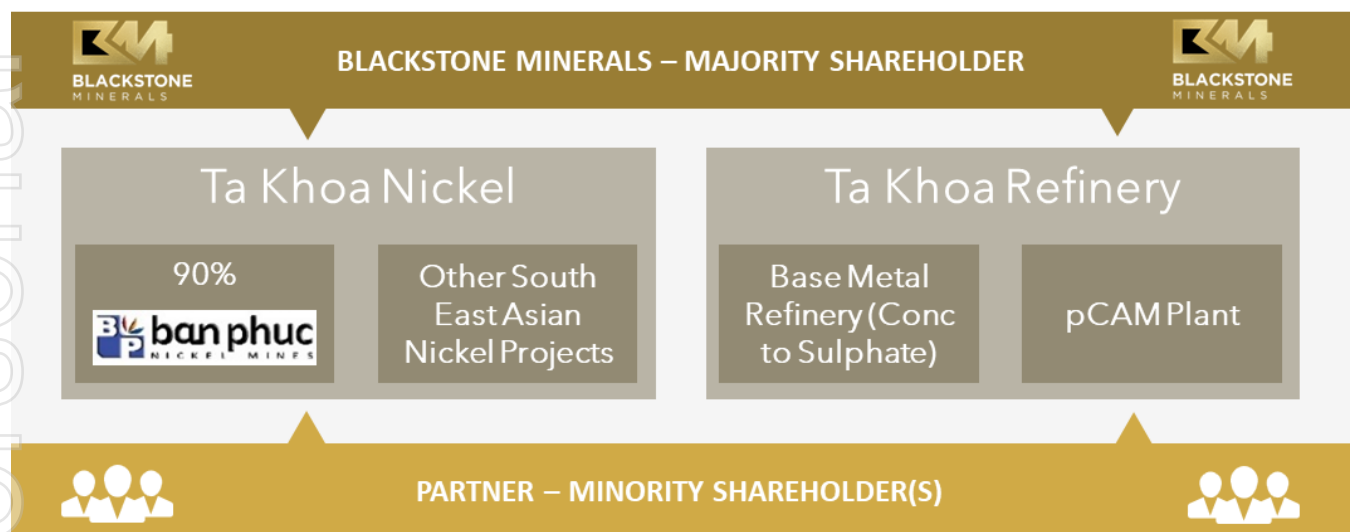 BLACKSTONE
MINERALS
BLACKSTONE MINERALS – MAJORITY SHAREHOLDER
BLACKSTONE
MINERALS
Ta Khoa Nickel
90%
BP ban phuc
NICKEL MINES
Other South
East Asian
Nickel Projects
Ta Khoa Refinery
Base Metal
Refinery (Conc
to Sulphate)
pCAM Plant
PARTNER – MINORITY SHAREHOLDER(S)